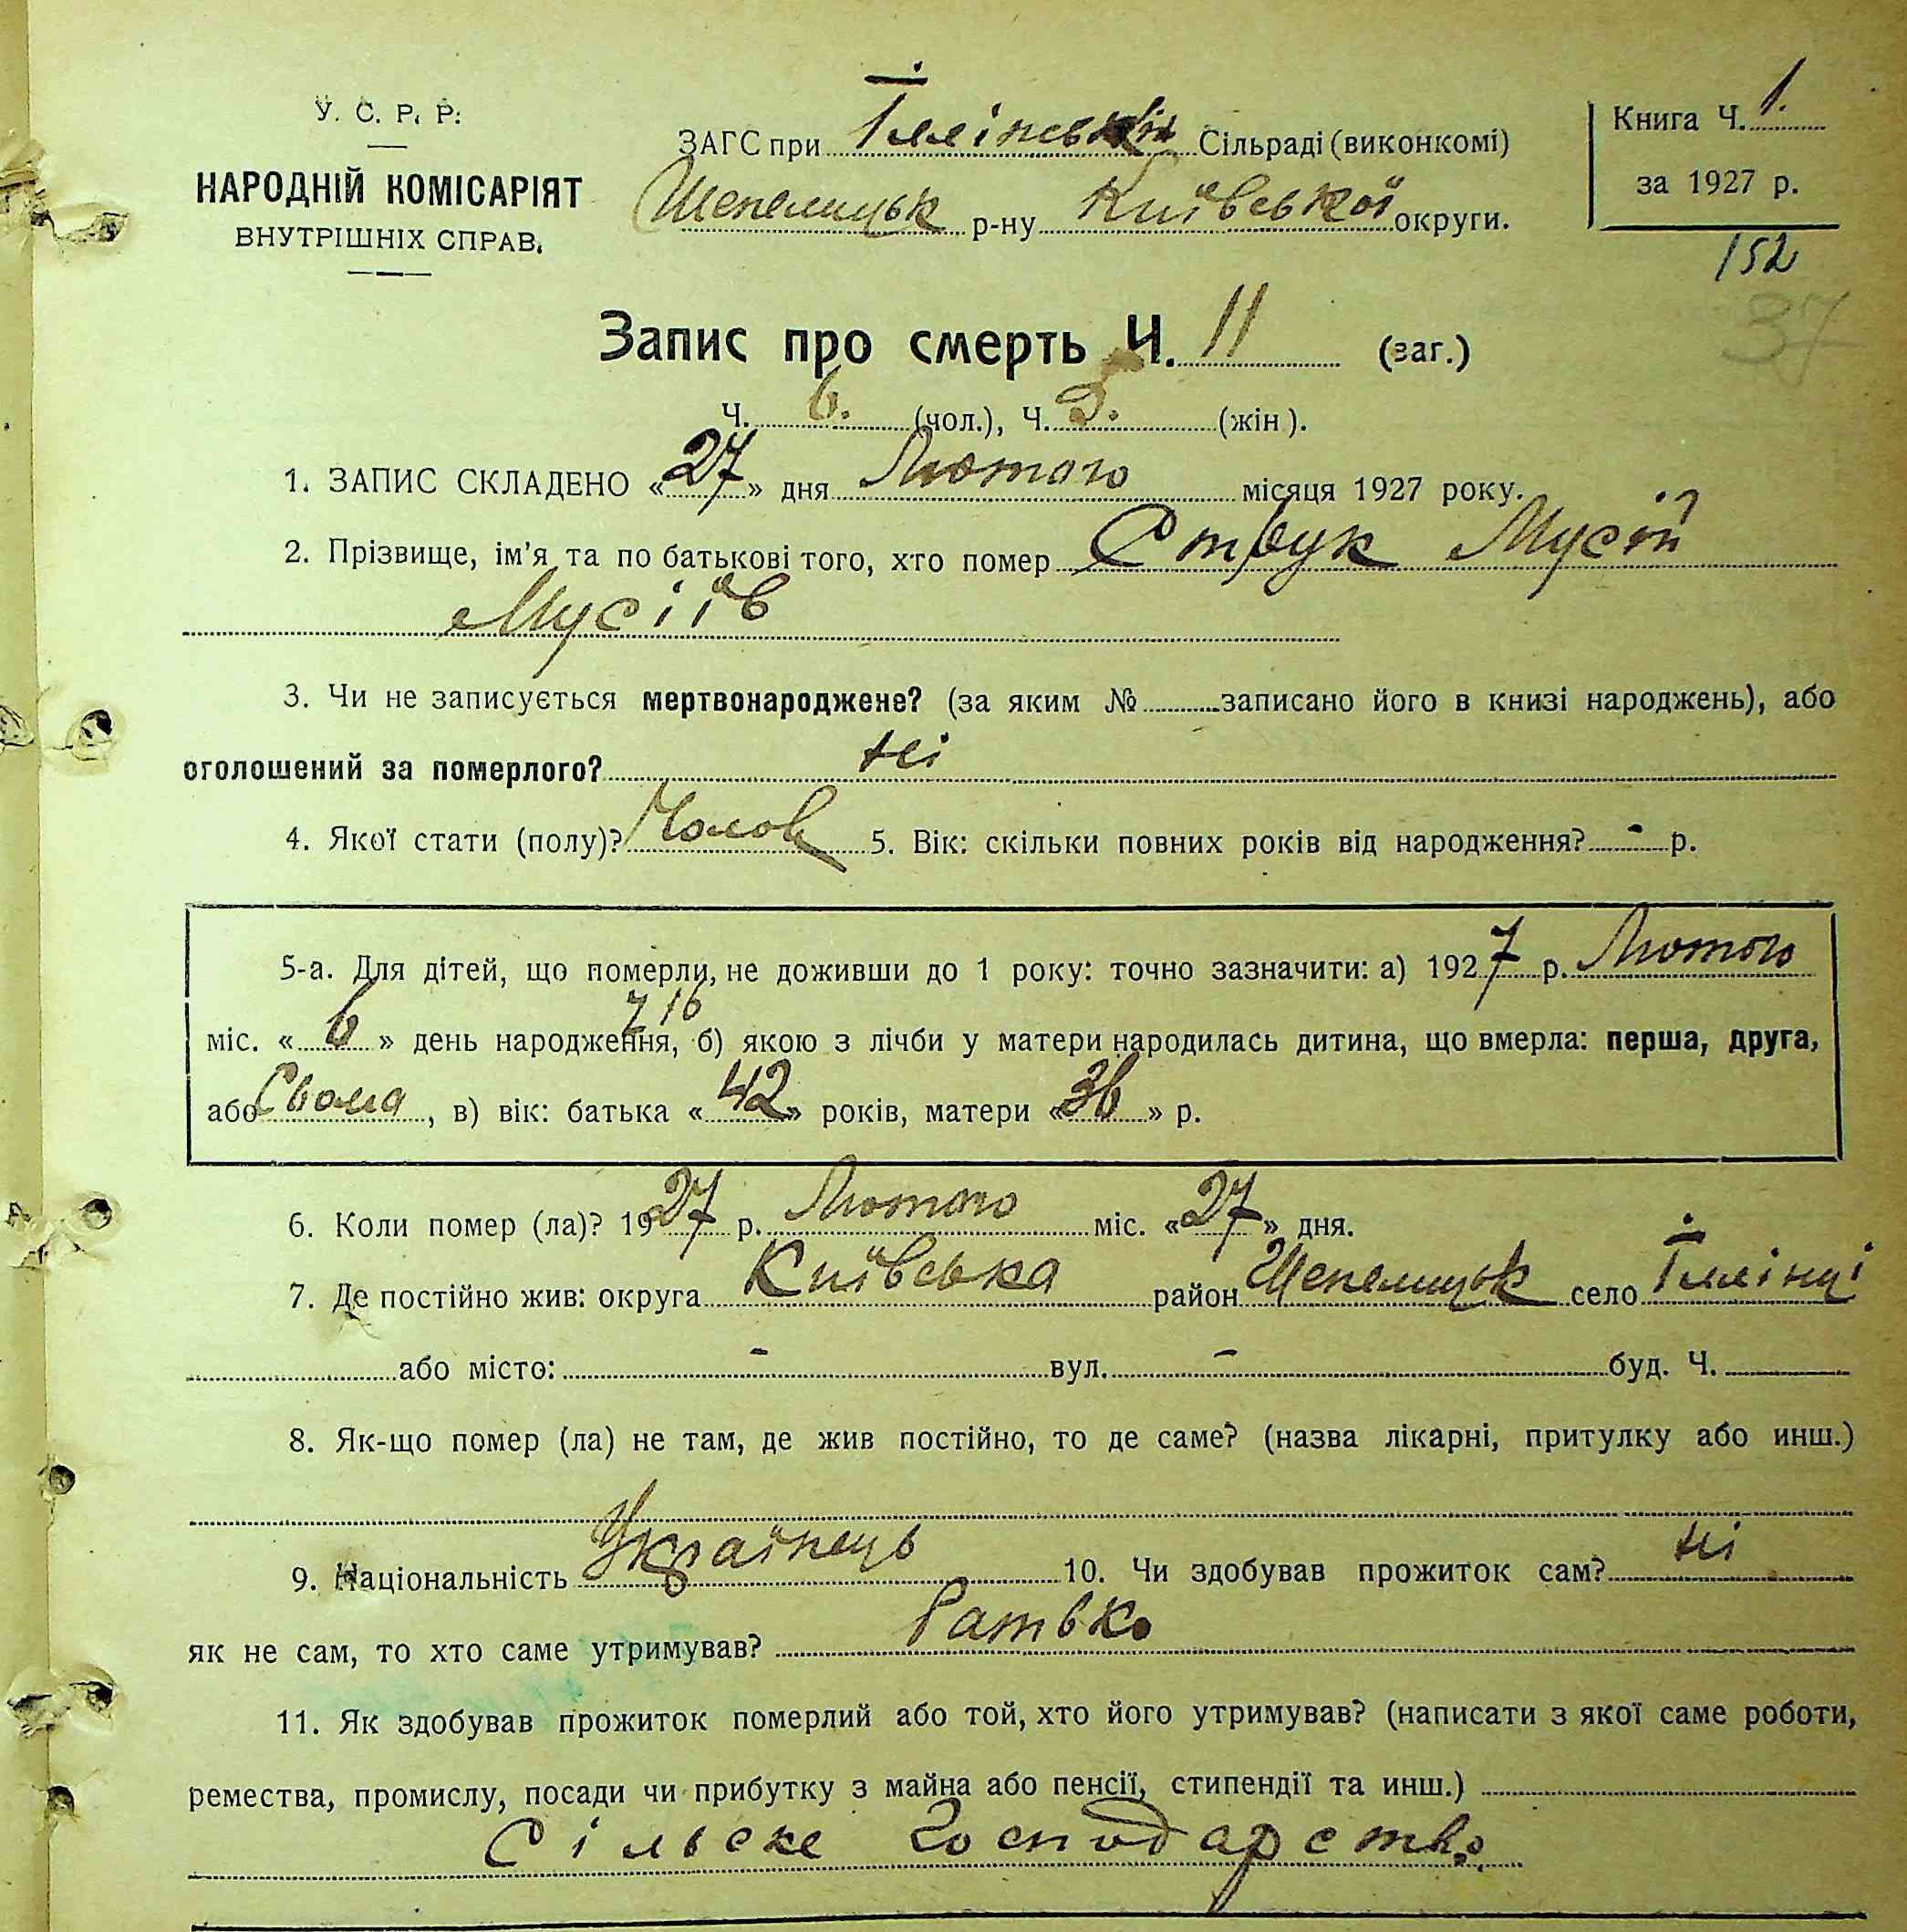 У. С. Р. Р.
НАРОДНІЙ КОМІСАРІЯТ
ВНУТРІШНІХ СПРАВ.
ЗАГС при Іллінській Сільраді (виконкомі)
Шепелицьк р-ну Київської округи.
Книга Ч. 1.
за 1927 р.
152
37
Запис про смерть Ч. 11 (заг.)
Ч. 6. (чол.), Ч. (жін).
1. ЗАПИС СКЛАДЕНО «27» дня Лютого місяця 1927 року.
2. Прізвище, ім'я та по батькові того, хто помер Струк Мусій
Мусіїв
3. Чи не записується мертвонароджене? (за яким № записано його в книзі народжень), або
оголошений за померлого? Ні
4. Якої стати (полу)? Чолов 5. Вік: скільки повних років від народження? - р.
5-а. Для дітей, що померли, не доживши до 1 року: точно зазначити: а) 1927 р. Лютого
міс. «6» день народження, б) якою з лічби у матери народилась дитина, що вмерла: перша, друга,
або Сьома, в) вік: батька «42» років, матери «36» р.
6. Коли помер (ла)? 1927 р. Лютого міс. «27» дня.
7. Де постійно жив: округа Київська район Шепелицьк село Іллінці
або місто: - вул. - буд. Ч.
8. Як-що помер (ла) не там, де жив постійно, то де саме? (назва лікарні, притулку або инш.)
9. Національність Українець 10. Чи здобував прожиток сам? Ні
як не сам, то хто саме утримував? Батько
11. Як здобував прожиток померлий або той, хто його утримував? (написати з якої саме роботи,
ремества, промислу, посади чи прибутку з майна або пенсії, стипендії та инш.)
Сільске Господарство.